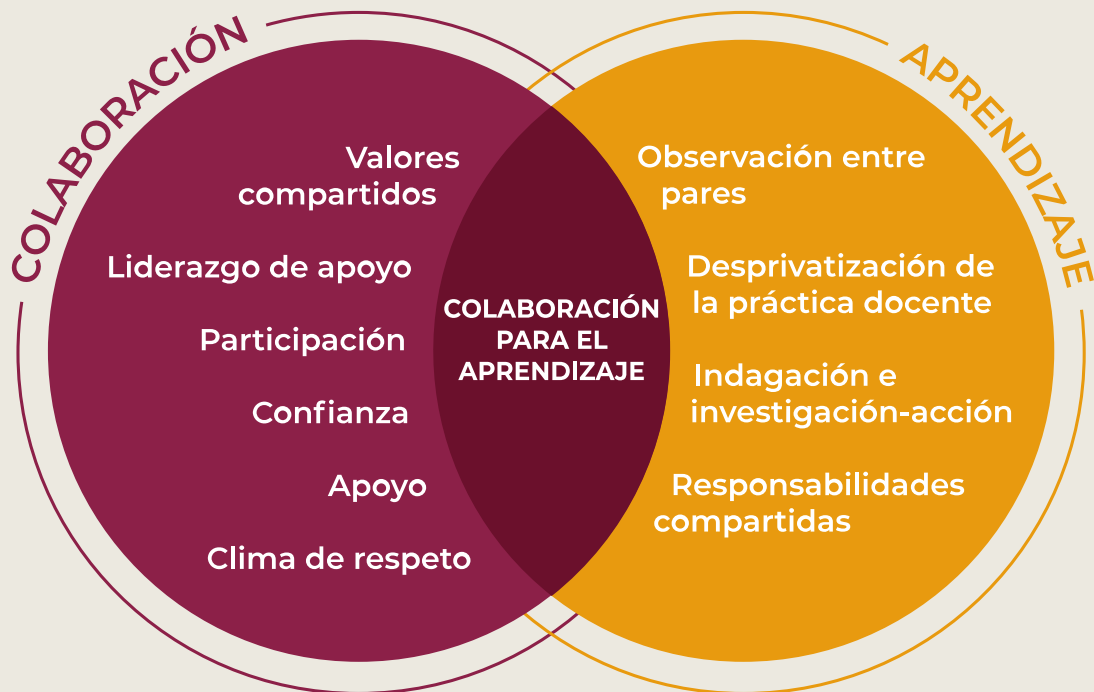 COLABORACIÓN
Valores
compartidos
Liderazgo de apoyo
Participación
Confianza
Apoyo
Clima de respeto
COLABORACIÓN
PARA EL
APRENDIZAJE
APRENDIZAJE
Observación entre
pares
Desprivatización de
la práctica docente
Indagación e
investigación-acción
Responsabilidades
compartidas